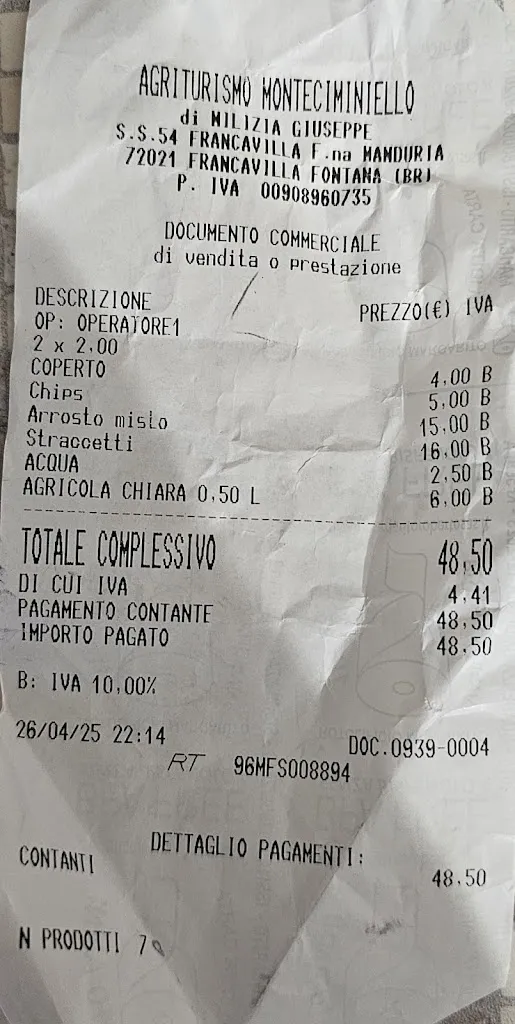 AGRITURISMO MONTECIMINIELLO
di MILIZIA GIUSEPPE
S.S.54 FRANCAVILLA F.na MANDURIA
72021 FRANCAVILLA FONTANA (BR)
P. IVA 00908960735
DOCUMENTO COMMERCIALE
di vendita o prestazione
DESCRIZIONE PREZZO(€) IVA
OP: OPERATORE1
2 x 2,00
COPERTO 4,00 B
Chips 5,00 B
Arrosto misto 15,00 B
Straccetti 16,00 B
ACQUA 2,50 B
AGRICOLA CHIARA 0,50 L 6,00 B
TOTALE COMPLESSIVO 48,50
DI CUI IVA 4,41
PAGAMENTO CONTANTE 48,50
IMPORTO PAGATO 48,50
B: IVA 10,00%
26/04/25 22:14 DOC.0939-0004
RT 96MFS008894
DETTAGLIO PAGAMENTI:
CONTANTI 48,50
N PRODOTTI 7